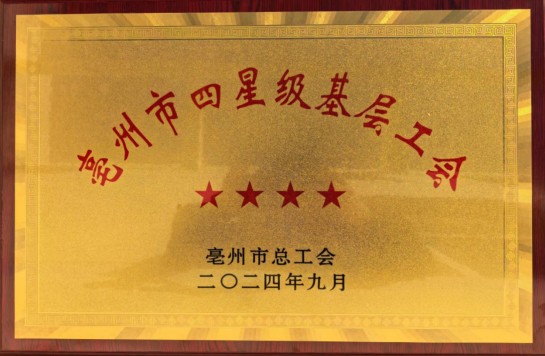 亳州市四星级基层工会
★★★★
亳州市总工会
二〇二四年九月